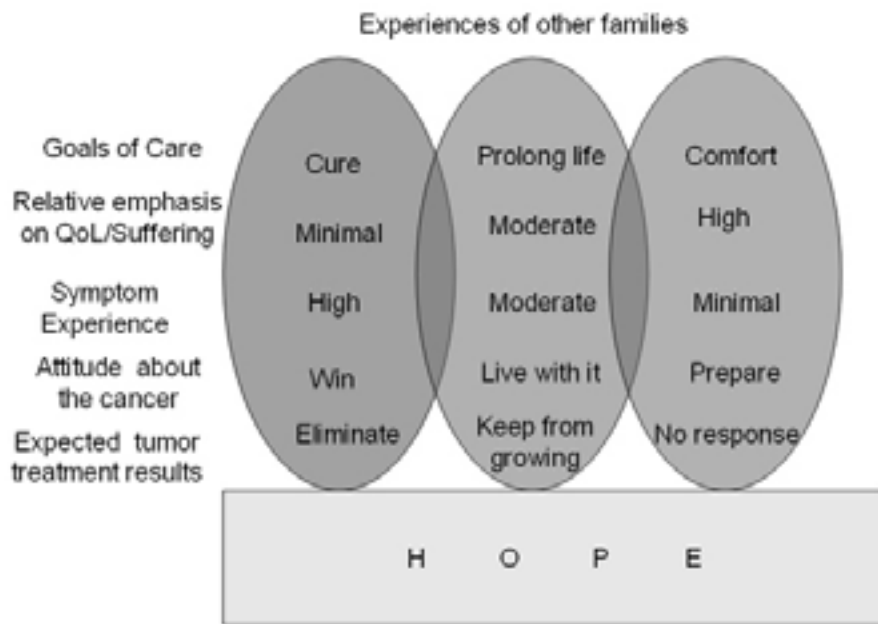 Experiences of other families
Goals of Care
Cure
Prolong life
Comfort
Relative emphasis
on QoL/Suffering
Minimal
Moderate
High
Symptom
Experience
High
Moderate
Minimal
Attitude about
the cancer
Win
Live with it
Prepare
Expected tumor
treatment results
Eliminate
Keep from
growing
No response
H O P E